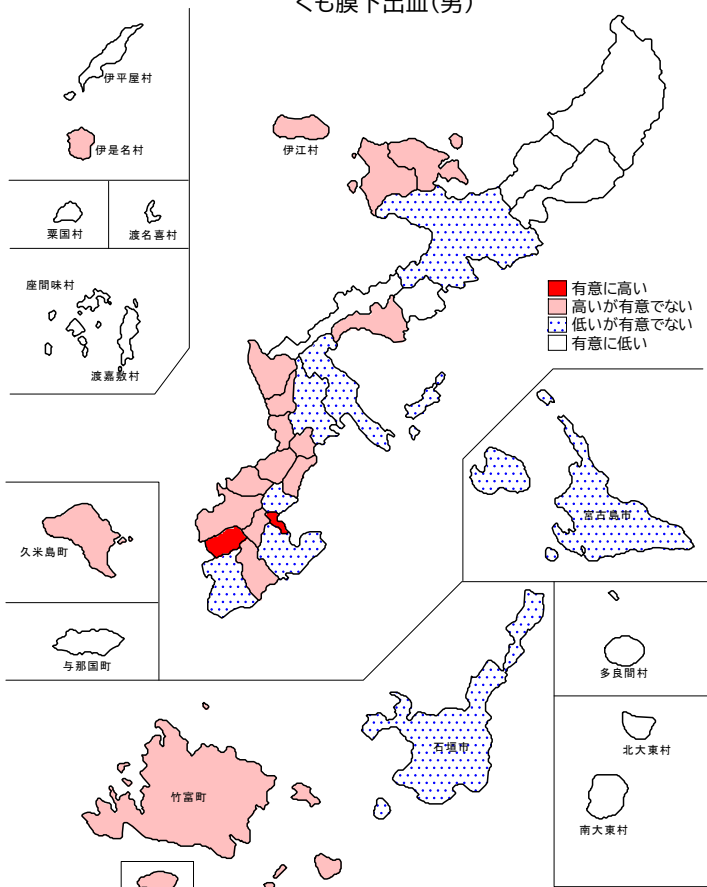 くも膜下出血(男)
伊平屋村
伊是名村
伊江村
粟国村
渡名喜村
座間味村
渡嘉敷村
有意に高い
高いが有意でない
低いが有意でない
有意に低い
宮古島市
久米島町
与那国町
多良間村
石垣市
北大東村
竹富町
南大東村